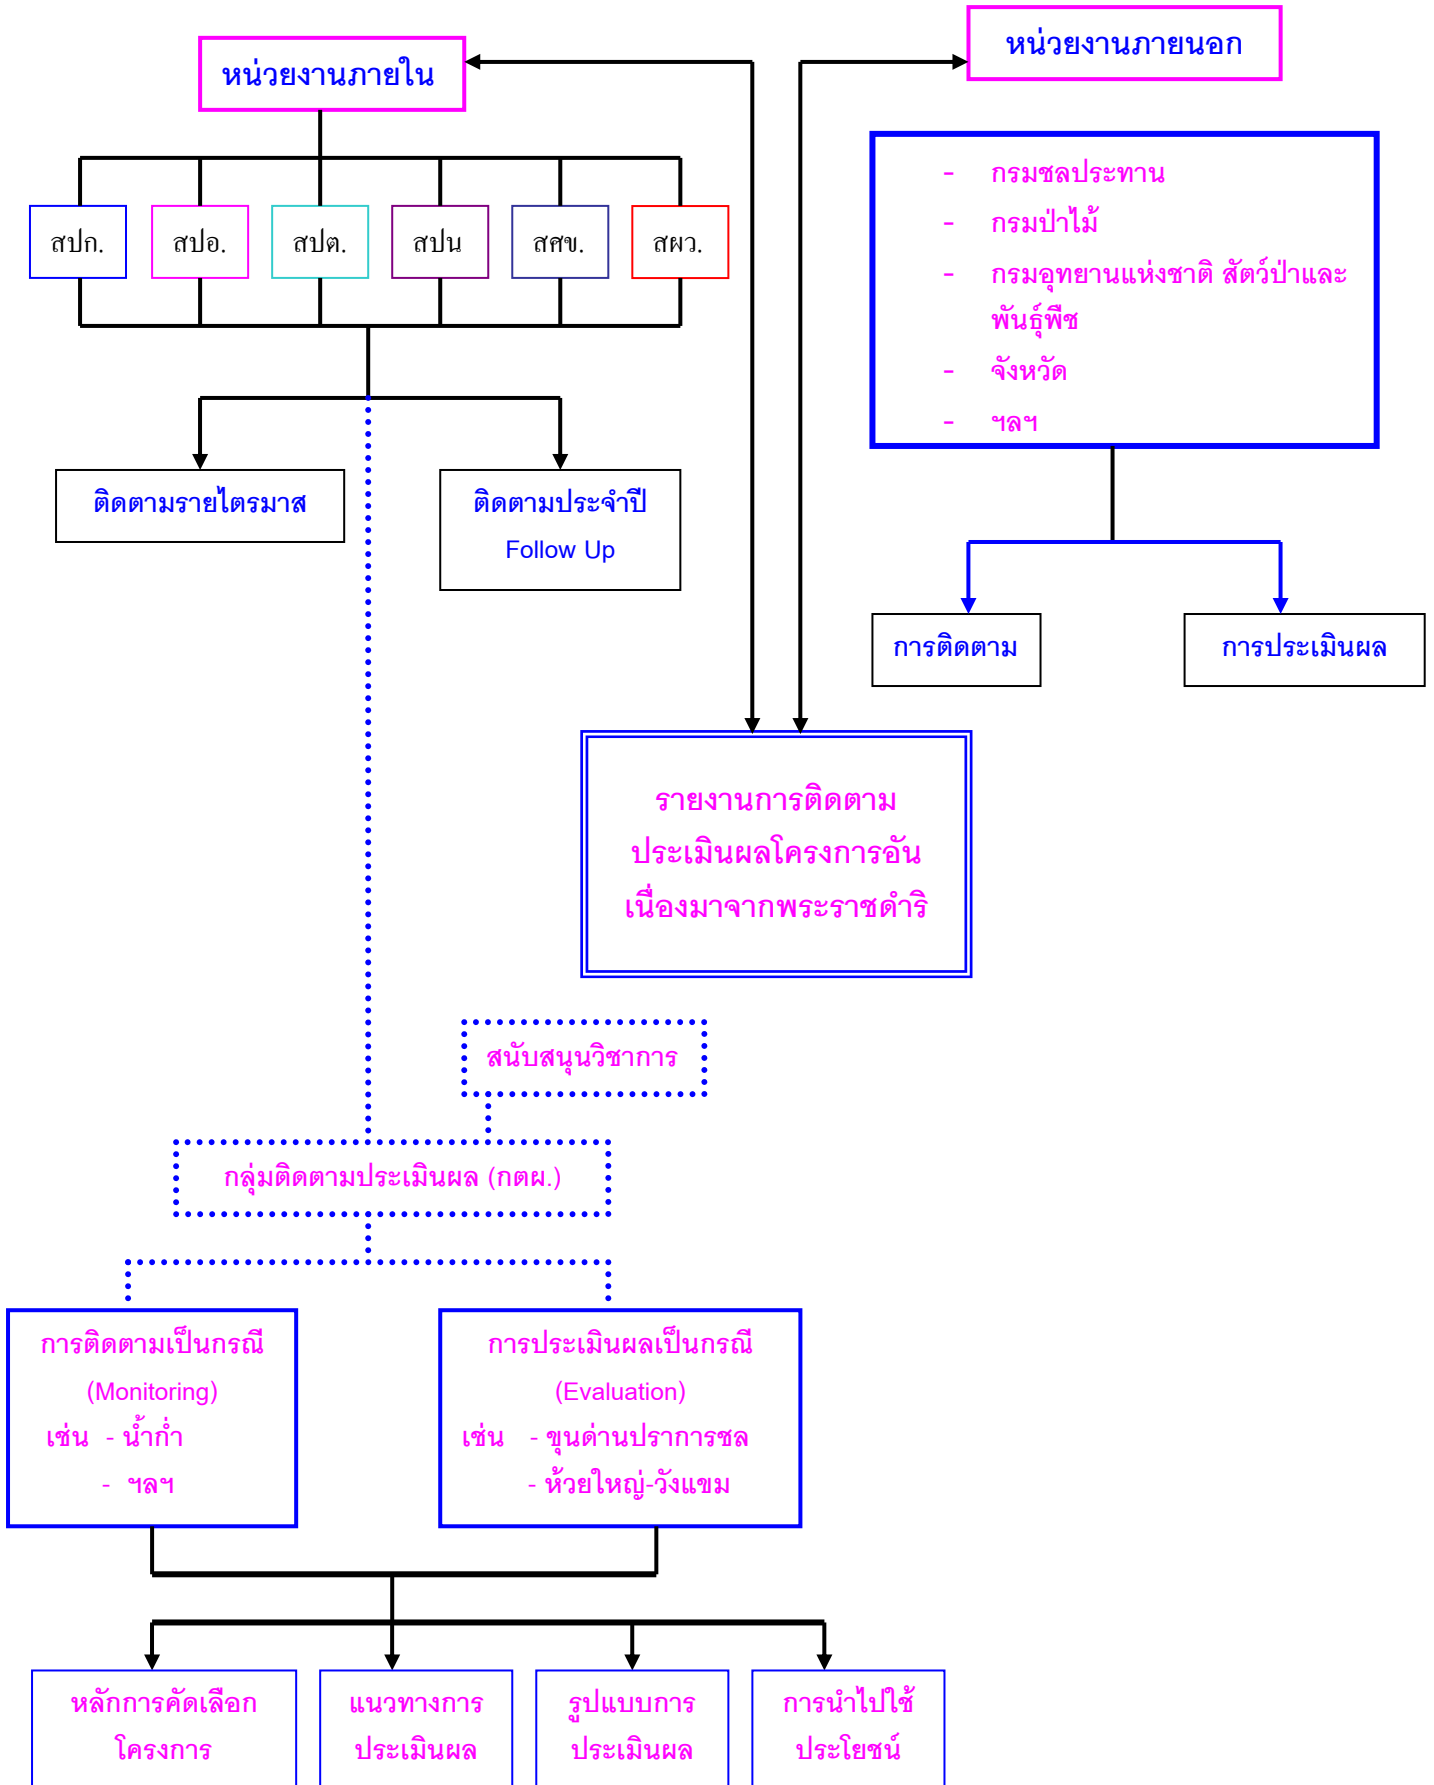 หน่วยงานภายใน
หน่วยงานภายนอก
สปก.
สปอ.
สปต.
สปน
สศข.
สผว.
- กรมชลประทาน
- กรมป่าไม้
- กรมอุทยานแห่งชาติ สัตว์ป่าและ
พันธุ์พืช
- จังหวัด
- ฯลฯ
ติดตามรายไตรมาส
ติดตามประจำปี
Follow Up
การติดตาม
การประเมินผล
รายงานการติดตาม
ประเมินผลโครงการอัน
เนื่องมาจากพระราชดำริ
สนับสนุนวิชาการ
กลุ่มติดตามประเมินผล (กตผ.)
การติดตามเป็นกรณี
(Monitoring)
เช่น - น้ำก่ำ
- ฯลฯ
การประเมินผลเป็นกรณี
(Evaluation)
เช่น - ขุนด่านปราการชล
- ห้วยใหญ่-วังแขม
หลักการคัดเลือก
โครงการ
แนวทางการ
ประเมินผล
รูปแบบการ
ประเมินผล
การนำไปใช้
ประโยชน์